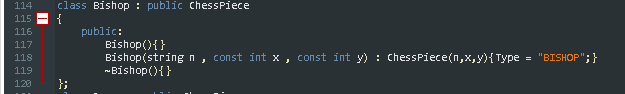 114 class Bishop : public ChessPiece
115 {
116 public:
117 Bishop(){}
118 Bishop(string n , const int x , const int y) : ChessPiece(n,x,y){Type = "BISHOP";}
119 ~Bishop(){}
120 };